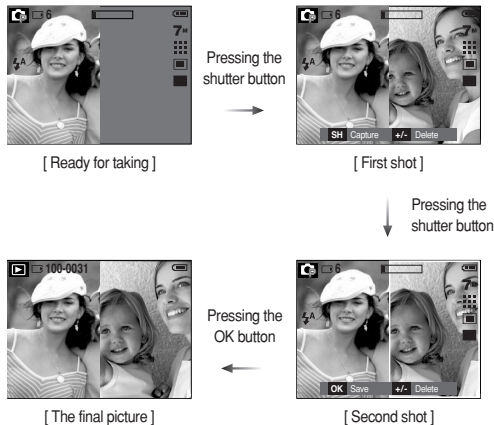 6
7M
A
Pressing the
shutter button
6
7M
A
SH Capture +/- Delete
[ Ready for taking ]
[ First shot ]
Pressing the
shutter button
100-0031
Pressing the
OK button
6
7M
A
OK Save +/- Delete
[ The final picture ]
[ Second shot ]